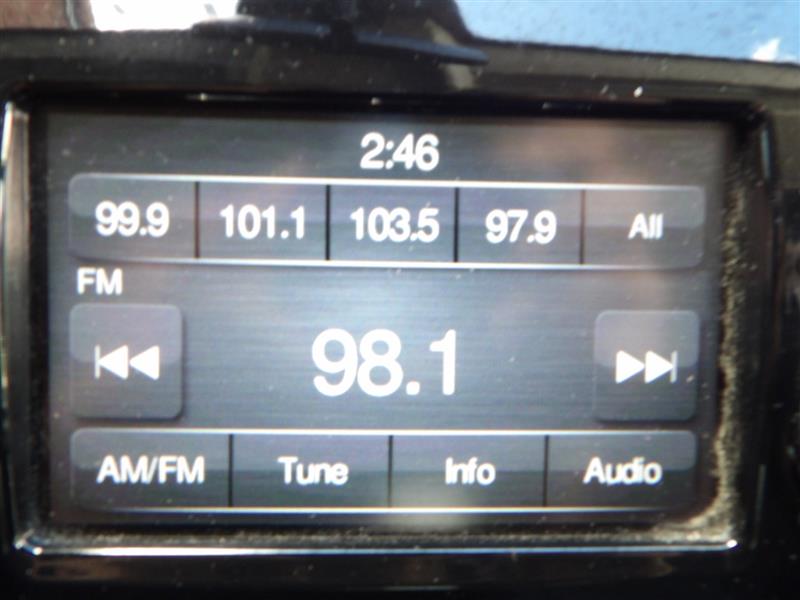 2:46
99.9 101.1 103.5 97.9 All
FM
98.1
AM/FM Tune Info Audio